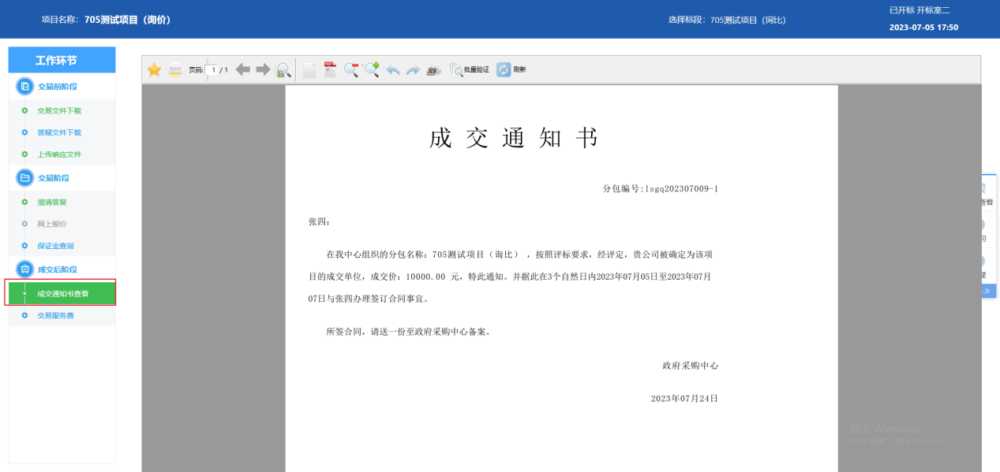 项目名称: 705测试项目（询价）
选择标段: 705测试项目（询比）
已开标 开标室二
2023-07-05 17:50
工作环节
交易前阶段
交易文件下载
答疑文件下载
上传响应文件
交易阶段
澄清答复
网上报价
保证金查询
成交后阶段
成交通知书查看
交易服务费
页码: 1 / 1
PDF
批量验证
刷新
成交通知书
分包编号:lsgq202307009-1
张四:
在我中心组织的分包名称: 705测试项目（询比） ，按照评标要求，经评定，贵公司被确定为该项
目的成交单位，成交价: 10000.00 元，特此通知。并据此在3个自然日内2023年07月05日至2023年07月
07日与张四办理签订合同事宜。
所签合同，请送一份至政府采购中心备案。
政府采购中心
2023年07月24日
查看
问
疑
»
激活 Windows